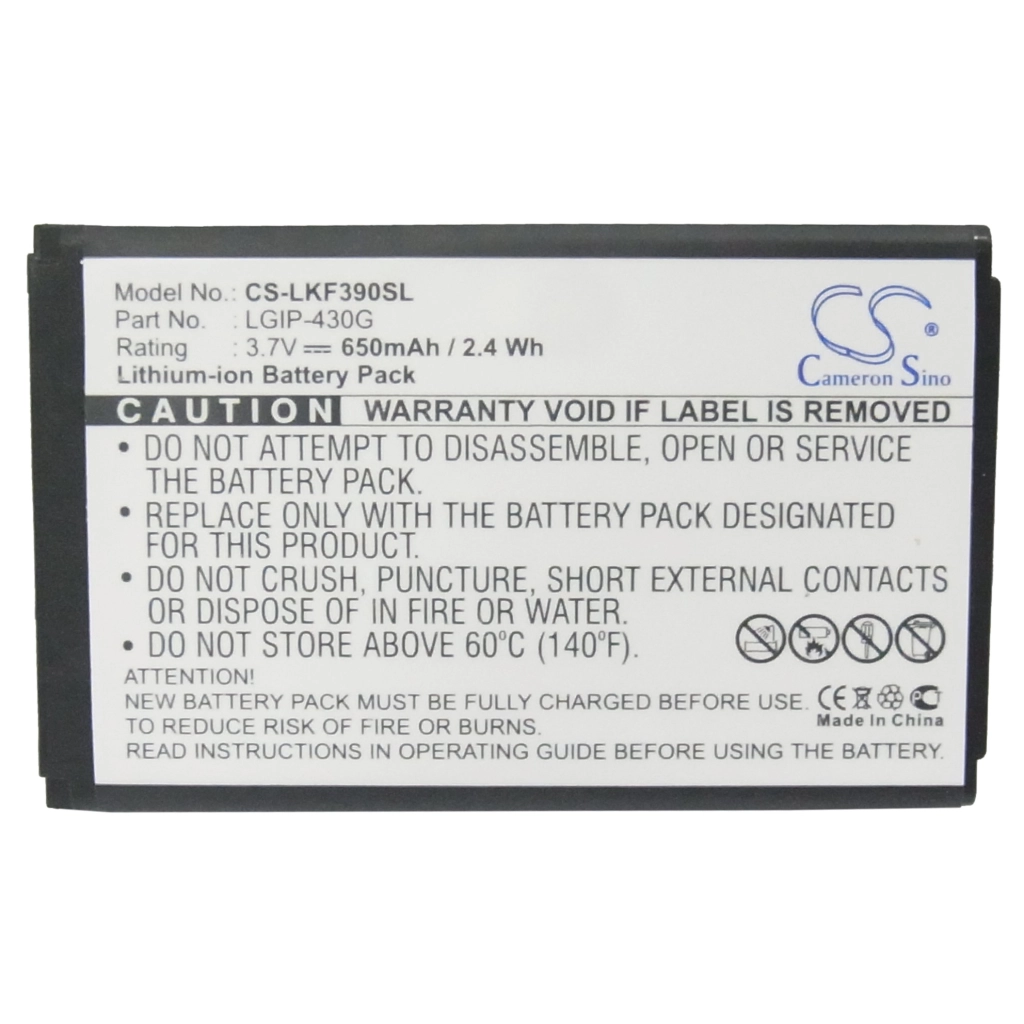 Model No.: CS-LKF390SL
Part No. : LGIP-430G
Rating : 3.7V 650mAh / 2.4 Wh
Lithium-ion Battery Pack
CS ®
Cameron Sino
CAUTION WARRANTY VOID IF LABEL IS REMOVED
• DO NOT ATTEMPT TO DISASSEMBLE, OPEN OR SERVICE
THE BATTERY PACK.
• REPLACE ONLY WITH THE BATTERY PACK DESIGNATED
FOR THIS PRODUCT.
• DO NOT CRUSH, PUNCTURE, SHORT EXTERNAL CONTACTS
OR DISPOSE OF IN FIRE OR WATER.
• DO NOT STORE ABOVE 60°C (140°F).
ATTENTION!
NEW BATTERY PACK MUST BE FULLY CHARGED BEFORE USE.
TO REDUCE RISK OF FIRE OR BURNS.
READ INSTRUCTIONS IN OPERATING GUIDE BEFORE USE THE BATTERY.
CE
Made In China